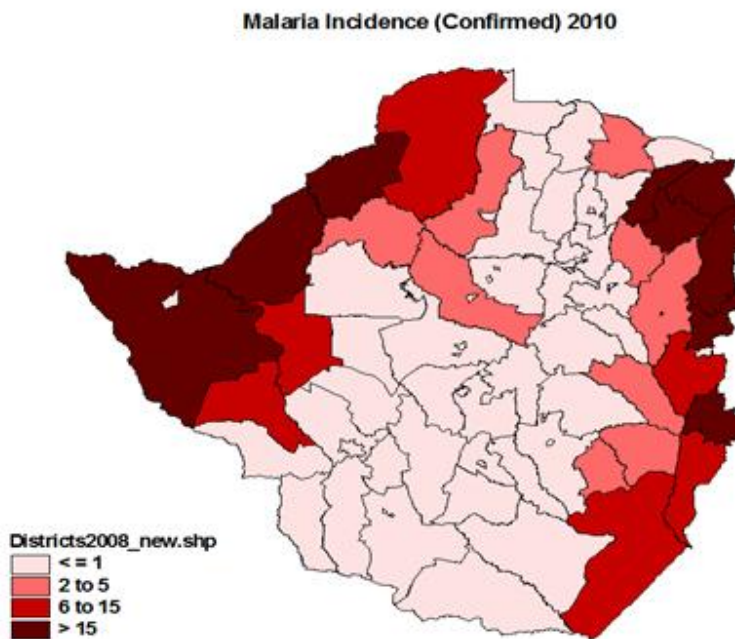 Malaria Incidence (Confirmed) 2010
Districts2008_new.shp
< = 1
2 to 5
6 to 15
> 15